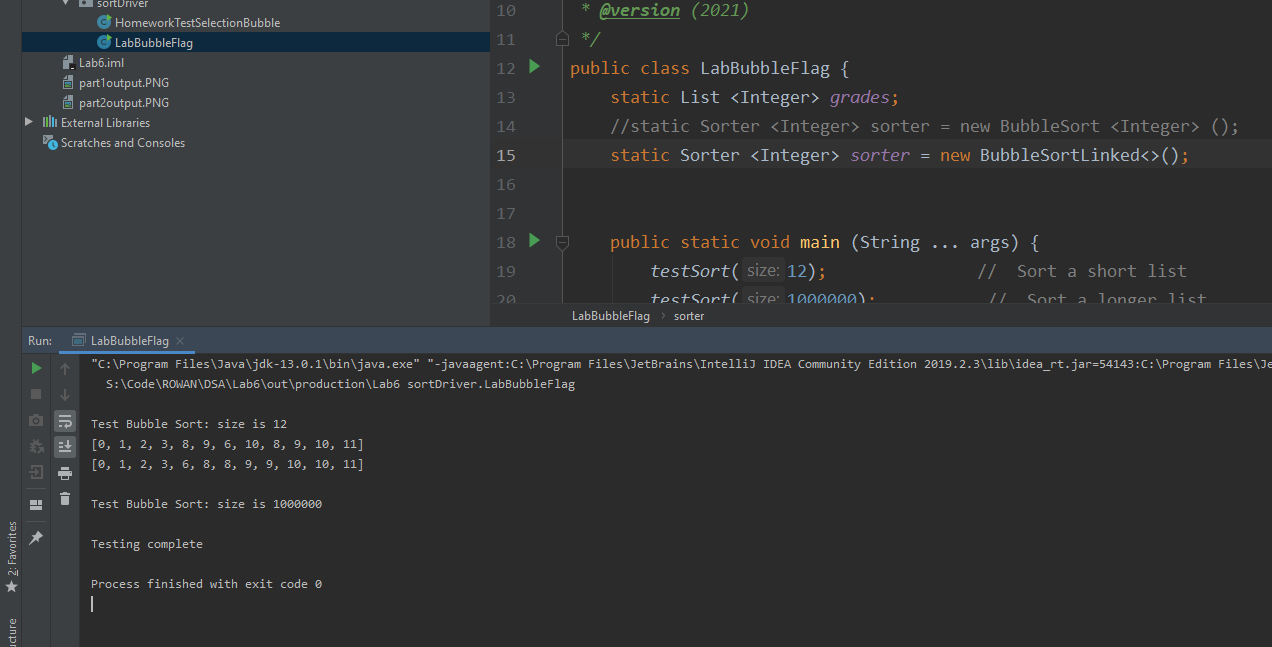 sortDriver
HomeworkTestSelectionBubble
LabBubbleFlag
Lab6.iml
part1output.PNG
part2output.PNG
External Libraries
Scratches and Consoles
10 * @version (2021)
11 */
12 public class LabBubbleFlag {
13 static List <Integer> grades;
14 //static Sorter <Integer> sorter = new BubbleSort <Integer> ();
15 static Sorter <Integer> sorter = new BubbleSortLinked<>();
16
17
18 public static void main (String ... args) {
19 testSort( size: 12); // Sort a short list
20 testSort( size: 1000000); // Sort a longer list
LabBubbleFlag > sorter
Run: LabBubbleFlag ×
"C:\Program Files\Java\jdk-13.0.1\bin\java.exe" "-javaagent:C:\Program Files\JetBrains\IntelliJ IDEA Community Edition 2019.2.3\lib\idea_rt.jar=54143:C:\Program Files\Je
S:\Code\ROWAN\DSA\Lab6\out\production\Lab6 sortDriver.LabBubbleFlag
Test Bubble Sort: size is 12
[0, 1, 2, 3, 8, 9, 6, 10, 8, 9, 10, 11]
[0, 1, 2, 3, 6, 8, 8, 9, 9, 10, 10, 11]
Test Bubble Sort: size is 1000000
Testing complete
Process finished with exit code 0
2: Favorites
ucture